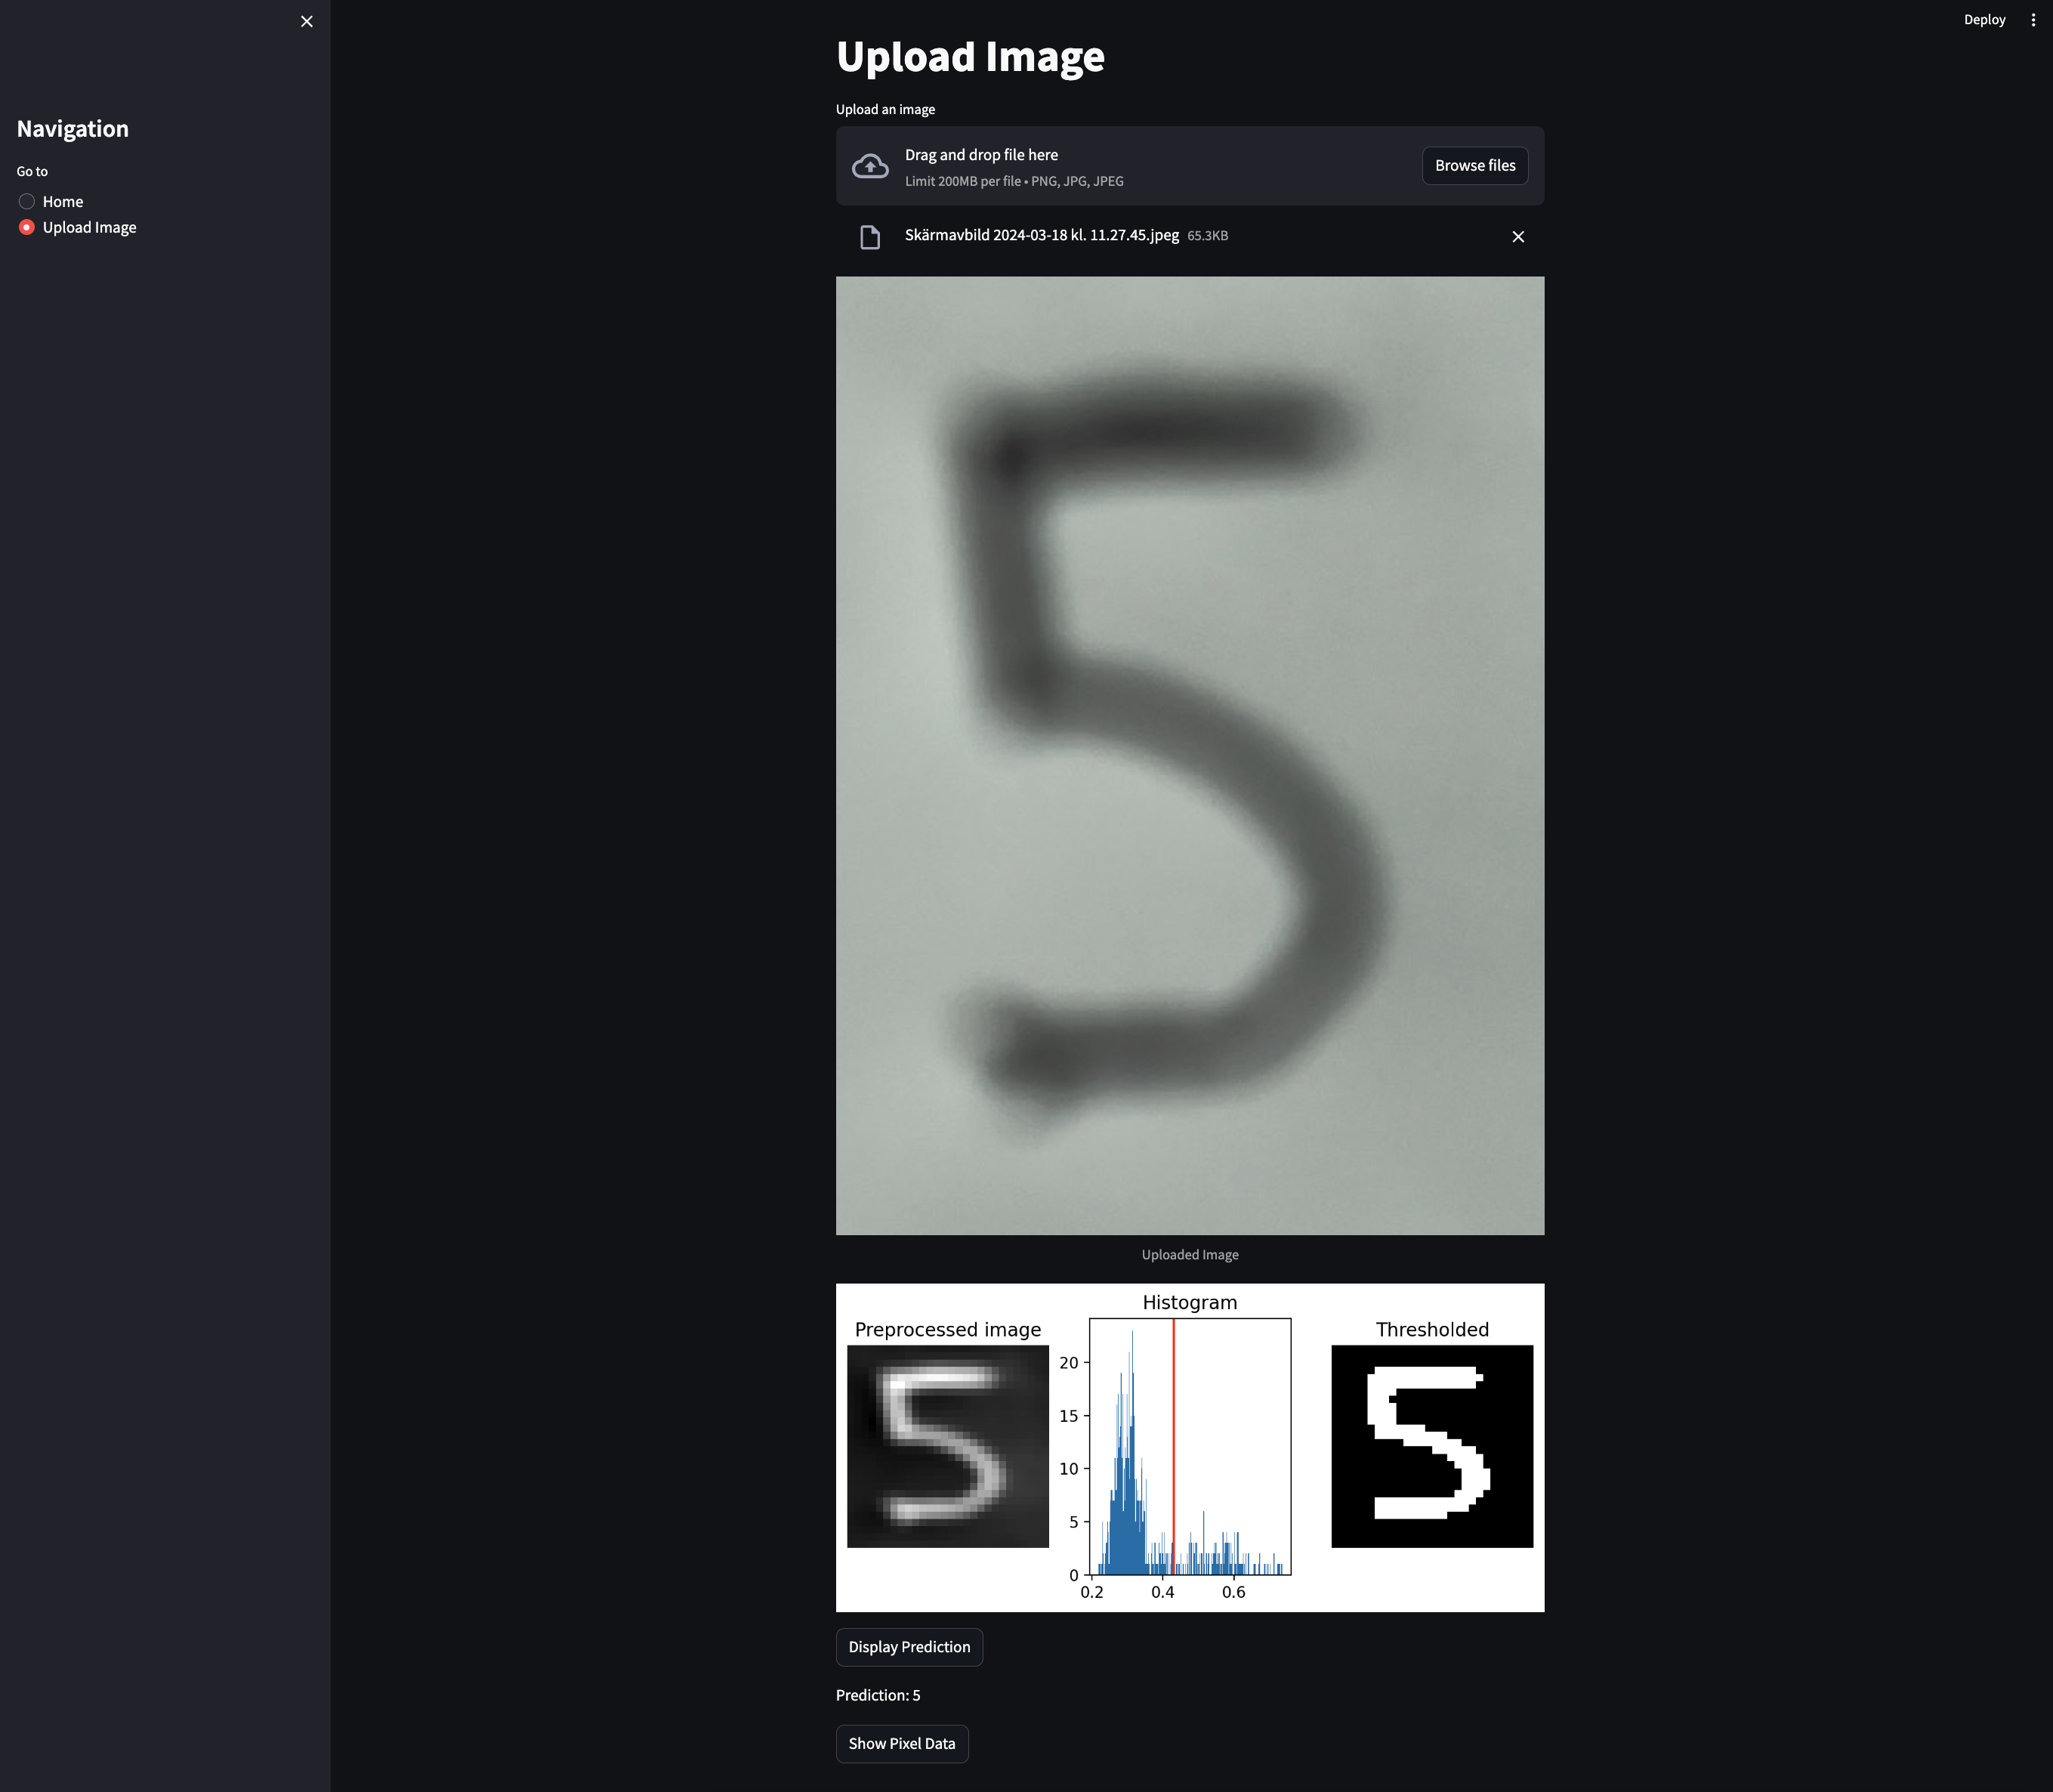 Deploy
Navigation
Go to
Home
Upload Image
Upload Image
Upload an image
Drag and drop file here
Limit 200MB per file • PNG, JPG, JPEG
Browse files
Skärmavbild 2024-03-18 kl. 11.27.45.jpeg 65.3KB
5
Uploaded Image
Preprocessed image
5
Histogram
20
15
10
5
0
0.2 0.4 0.6
Thresholded
5
Display Prediction
Prediction: 5
Show Pixel Data